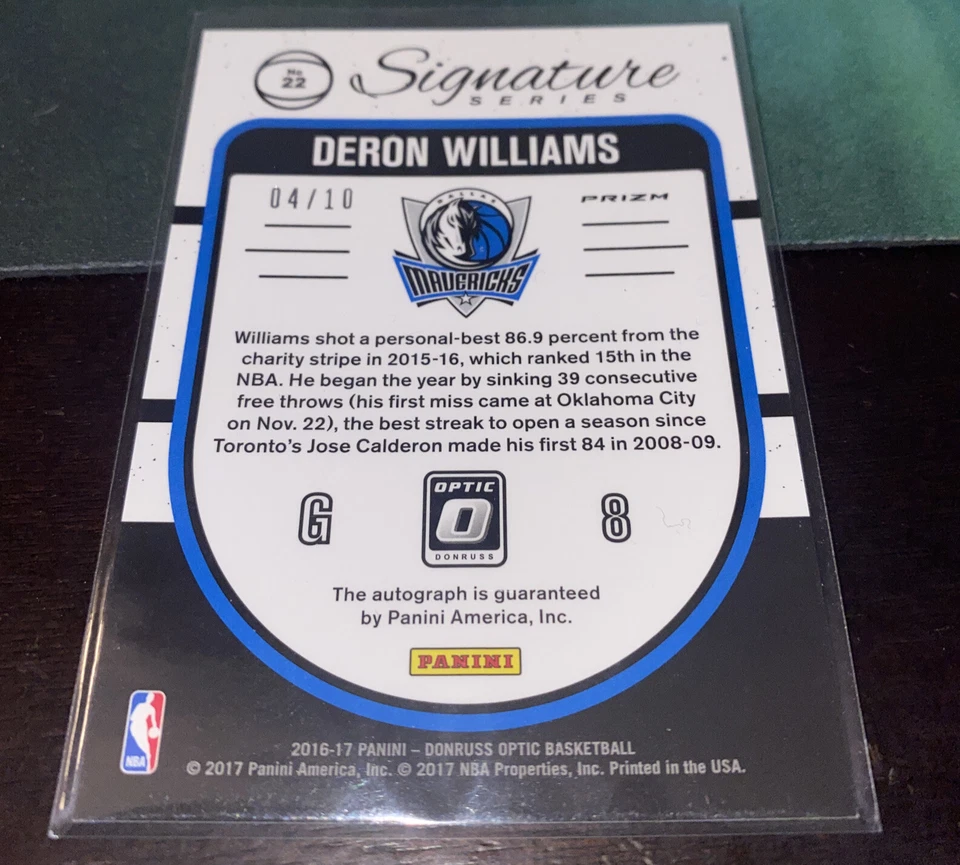 No
22
Signature
SERIES
DERON WILLIAMS
04/10
PRIZM
DALLAS
MAVERICKS
Williams shot a personal-best 86.9 percent from the
charity stripe in 2015-16, which ranked 15th in the
NBA. He began the year by sinking 39 consecutive
free throws (his first miss came at Oklahoma City
on Nov. 22), the best streak to open a season since
Toronto's Jose Calderon made his first 84 in 2008-09.
G
OPTIC
O
DONRUSS
8
The autograph is guaranteed
by Panini America, Inc.
PANINI
NBA
2016-17 PANINI – DONRUSS OPTIC BASKETBALL
© 2017 Panini America, Inc. © 2017 NBA Properties, Inc. Printed in the USA.